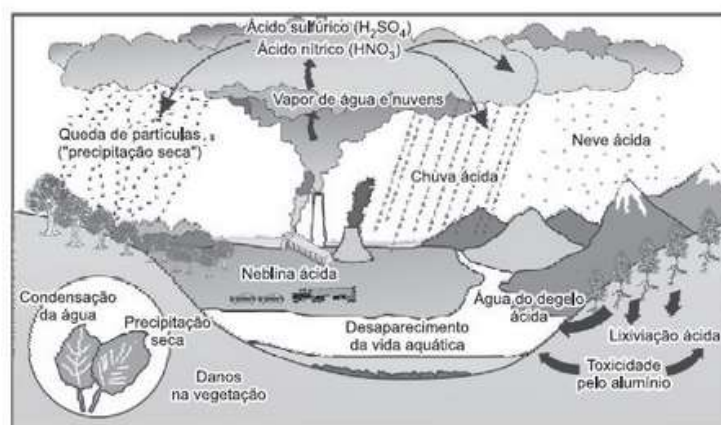 Ácido sulfúrico (H₂SO₄)
Ácido nítrico (HNO₃)
Vapor de água e nuvens
Queda de partículas
("precipitação seca")
Chuva ácida
Neve ácida
Neblina ácida
Água do degelo
ácida
Condensação
da água
Precipitação
seca
Desaparecimento
da vida aquática
Lixiviação ácida
Toxicidade
pelo alumínio
Danos
na vegetação